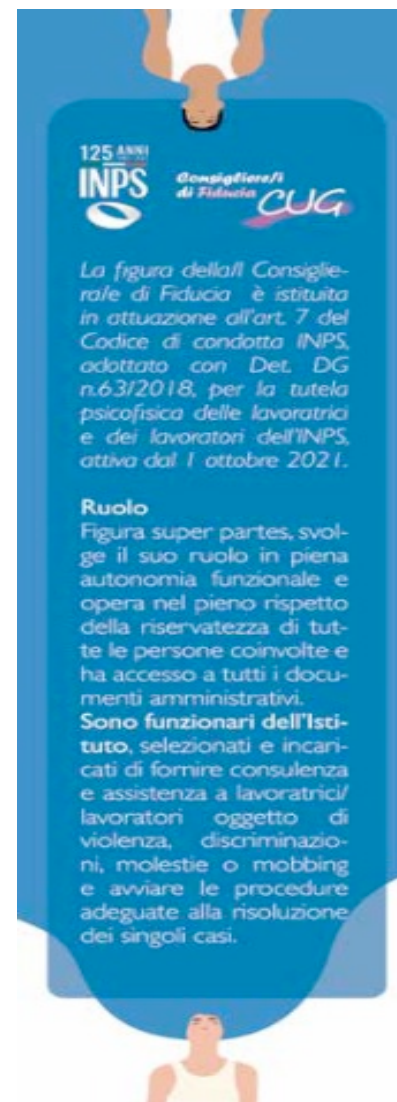 125 ANNI
INPS
Consigliere/i
di Fiducia
CUG
La figura della/l Consiglie-
ra/e di Fiducia è istituita
in attuazione all'art. 7 del
Codice di condotta INPS,
adottato con Det. DG
n.63/2018, per la tutela
psicofisica delle lavoratrici
e dei lavoratori dell'INPS,
attiva dal 1 ottobre 2021.
Ruolo
Figura super partes, svol-
ge il suo ruolo in piena
autonomia funzionale e
opera nel pieno rispetto
della riservatezza di tut-
te le persone coinvolte e
ha accesso a tutti i docu-
menti amministrativi.
Sono funzionari dell'Isti-
tuto, selezionati e incari-
cati di fornire consulenza
e assistenza a lavoratrici/
lavoratori oggetto di
violenza, discriminazio-
ni, molestie o mobbing
e avviare le procedure
adeguate alla risoluzione
dei singoli casi.